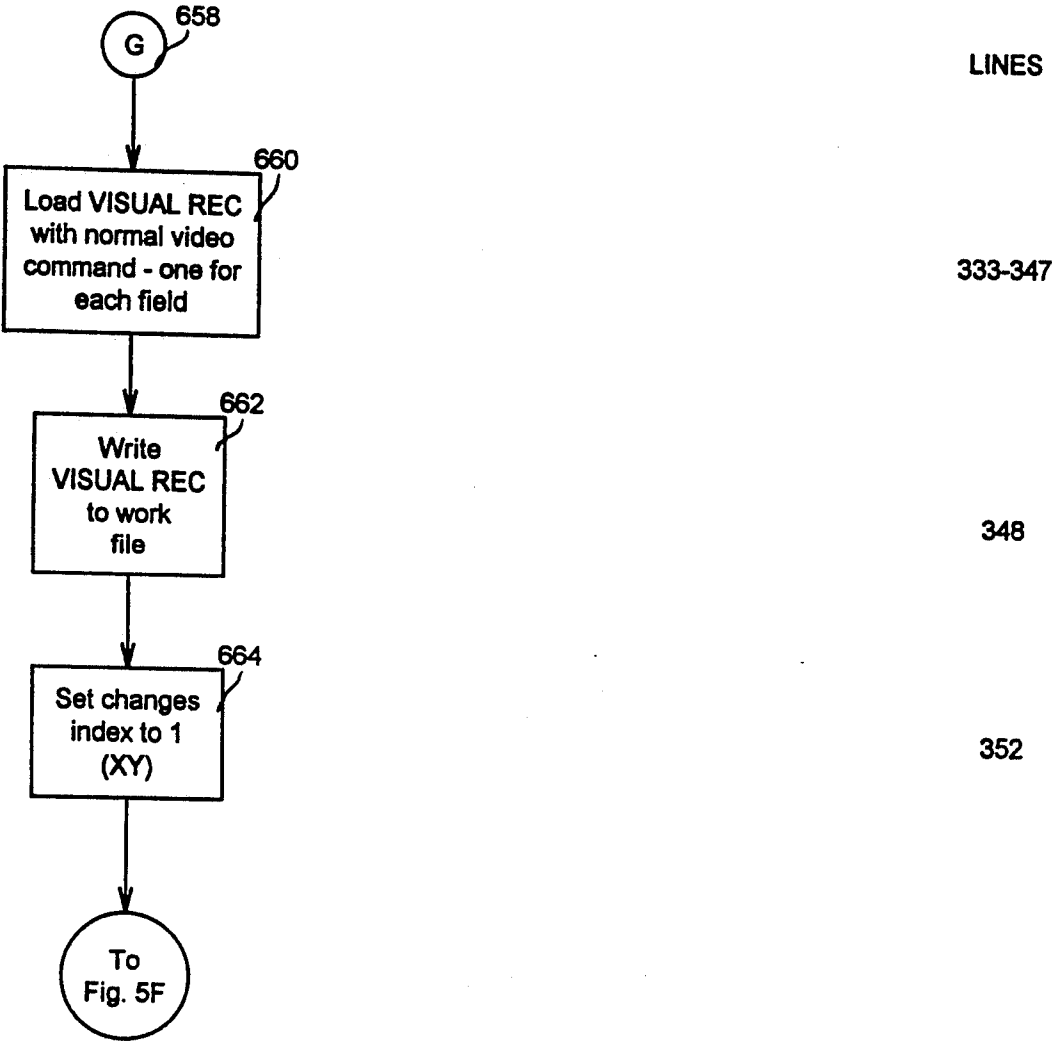 658
G
LINES
660
Load VISUAL REC
with normal video
command - one for
each field
333-347
662
Write
VISUAL REC
to work
file
348
664
Set changes
index to 1
(XY)
352
To
Fig. 5F